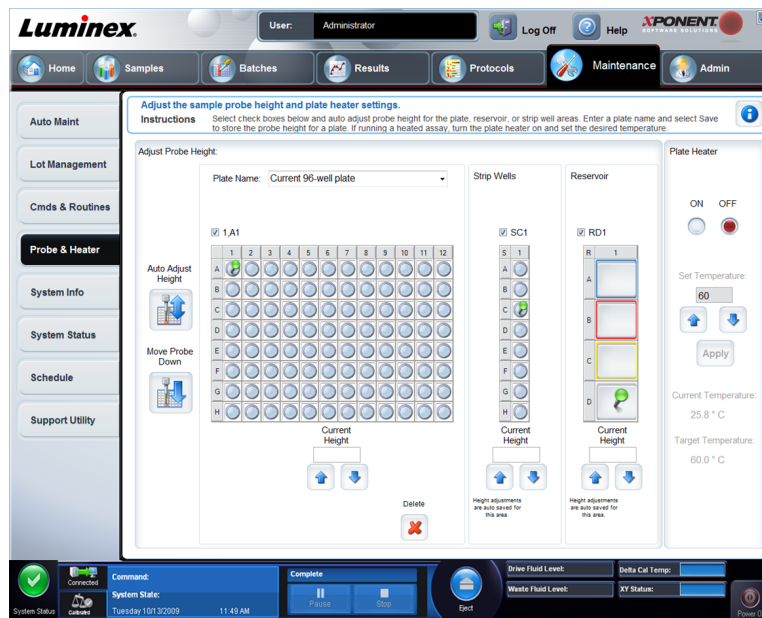 Luminex.
User: Administrator
Log Off
Help
XPONENT.
SOFTWARE SOLUTIONS
Home
Samples
Batches
Results
Protocols
Maintenance
Admin
Auto Maint
Lot Management
Cmds & Routines
Probe & Heater
System Info
System Status
Schedule
Support Utility
Adjust the sample probe height and plate heater settings.
Instructions
Select check boxes below and auto adjust probe height for the plate, reservoir, or strip well areas. Enter a plate name and select Save
to store the probe height for a plate. If running a heated assay, turn the plate heater on and set the desired temperature.
Adjust Probe Height:
Plate Name: Current 96-well plate
1,A1
1 2 3 4 5 6 7 8 9 10 11 12
A
B
C
D
E
F
G
H
Auto Adjust
Height
Move Probe
Down
Current
Height
Delete
Strip Wells
SC1
S 1
A
B
C
D
E
F
G
H
Current
Height
Height adjustments
are auto saved for
this area.
Reservoir
RD1
R 1
A
B
C
D
Current
Height
Height adjustments
are auto saved for
this area.
Plate Heater
ON OFF
Set Temperature:
60
Apply
Current Temperature:
25.8 ° C
Target Temperature:
60.0 ° C
System Status
Connected
Calibrated
Command:
System State:
Tuesday 10/13/2009 11:49 AM
Complete
Pause
Stop
Eject
Drive Fluid Level:
Waste Fluid Level:
Delta Cal Temp:
XY Status: